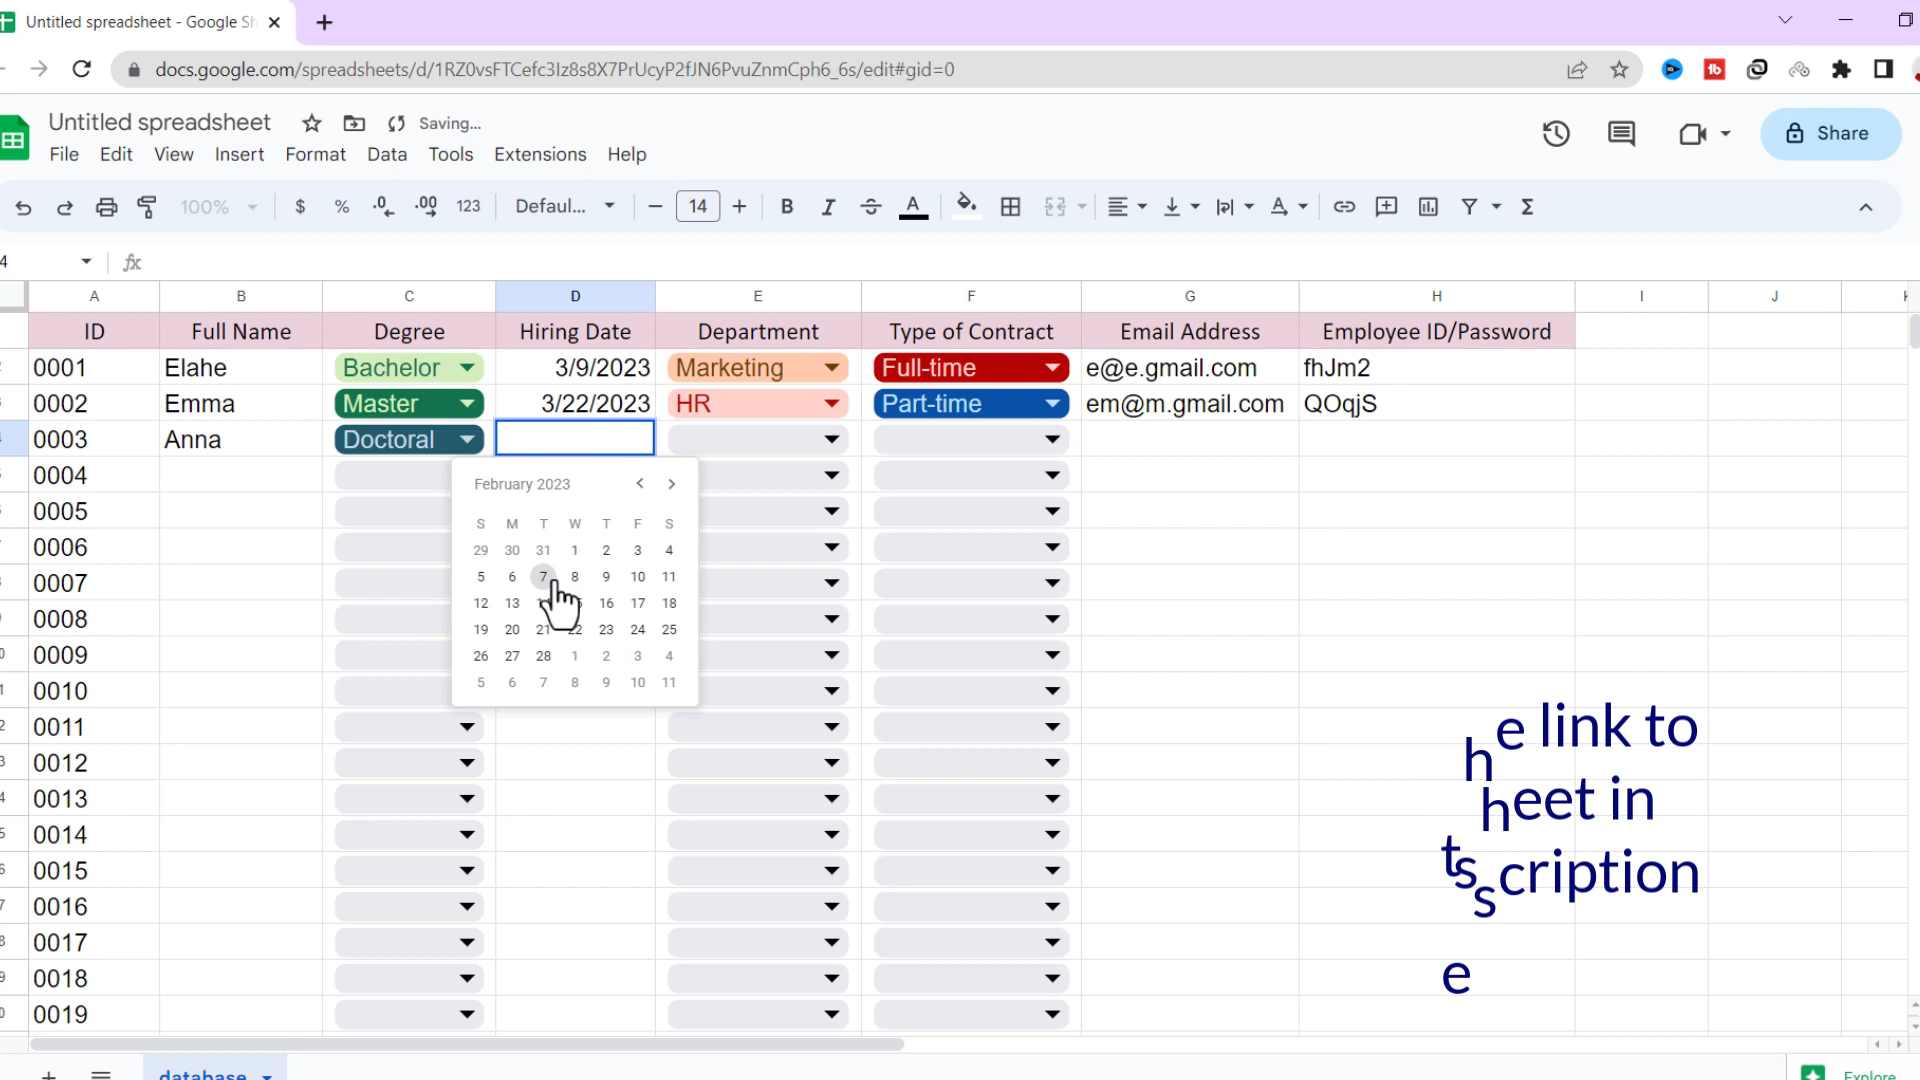 Untitled spreadsheet - Google Sh
docs.google.com/spreadsheets/d/1RZ0vsFTCefc3Iz8s8X7PrUcyP2fJN6PvuZnmCph6_6s/edit#gid=0
Untitled spreadsheet Saving...
File Edit View Insert Format Data Tools Extensions Help
Share
100% $ % .0 .00 123 Defaul... 14 B I S A
4 fx
A B C D E F G H I J K
ID Full Name Degree Hiring Date Department Type of Contract Email Address Employee ID/Password
0001 Elahe Bachelor 3/9/2023 Marketing Full-time e@e.gmail.com fhJm2
0002 Emma Master 3/22/2023 HR Part-time em@m.gmail.com QOqjS
0003 Anna Doctoral
0004
0005
0006
0007
0008
0009
0010
0011
0012
0013
0014
0015
0016
0017
0018
0019
February 2023
S M T W T F S
29 30 31 1 2 3 4
5 6 7 8 9 10 11
12 13 16 17 18
19 20 21 22 23 24 25
26 27 28 1 2 3 4
5 6 7 8 9 10 11
he link to
heet in
tsscription
e
database
Explore